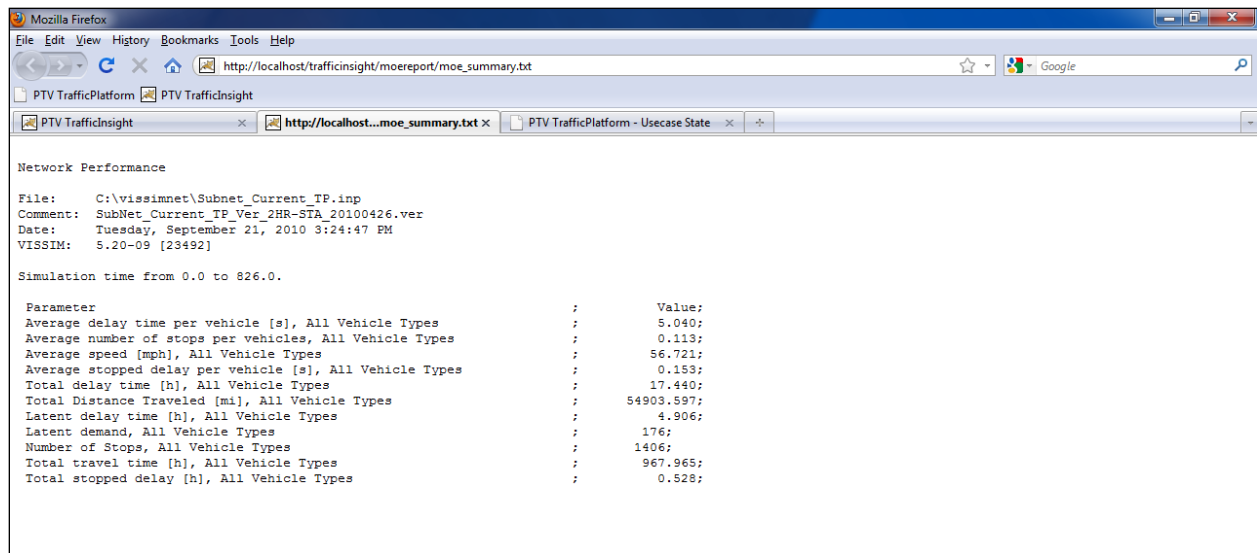 Mozilla Firefox
File Edit View History Bookmarks Tools Help
http://localhost/trafficinsight/moereport/moe_summary.txt Google
PTV TrafficPlatform PTV TrafficInsight
PTV TrafficInsight http://localhost...moe_summary.txt PTV TrafficPlatform - Usecase State
Network Performance
File: C:\vissimnet\Subnet_Current_TP.inp
Comment: SubNet_Current_TP_Ver_2HR-STA_20100426.ver
Date: Tuesday, September 21, 2010 3:24:47 PM
VISSIM: 5.20-09 [23492]
Simulation time from 0.0 to 826.0.
Parameter ; Value;
Average delay time per vehicle [s], All Vehicle Types ; 5.040;
Average number of stops per vehicles, All Vehicle Types ; 0.113;
Average speed [mph], All Vehicle Types ; 56.721;
Average stopped delay per vehicle [s], All Vehicle Types ; 0.153;
Total delay time [h], All Vehicle Types ; 17.440;
Total Distance Traveled [mi], All Vehicle Types ; 54903.597;
Latent delay time [h], All Vehicle Types ; 4.906;
Latent demand, All Vehicle Types ; 176;
Number of Stops, All Vehicle Types ; 1406;
Total travel time [h], All Vehicle Types ; 967.965;
Total stopped delay [h], All Vehicle Types ; 0.528;